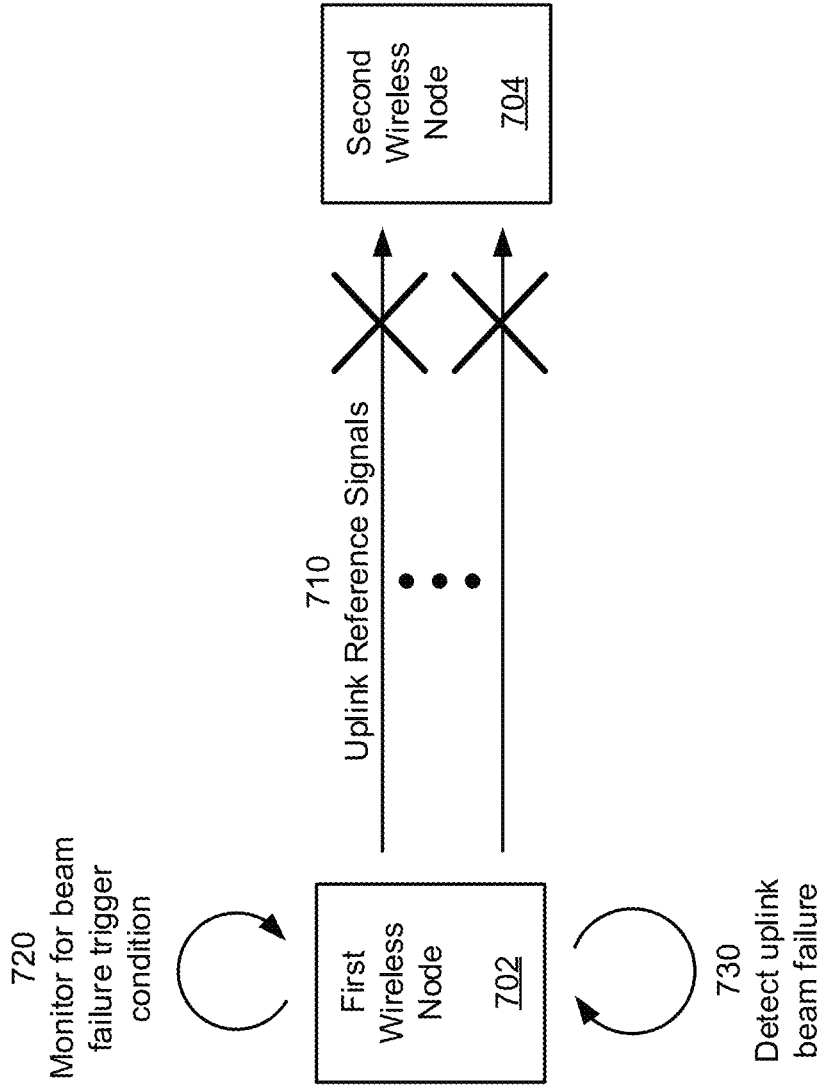 720
Monitor for beam
failure trigger
condition
First
Wireless
Node
702
730
Detect uplink
beam failure
710
Uplink Reference Signals
Second
Wireless
Node
704